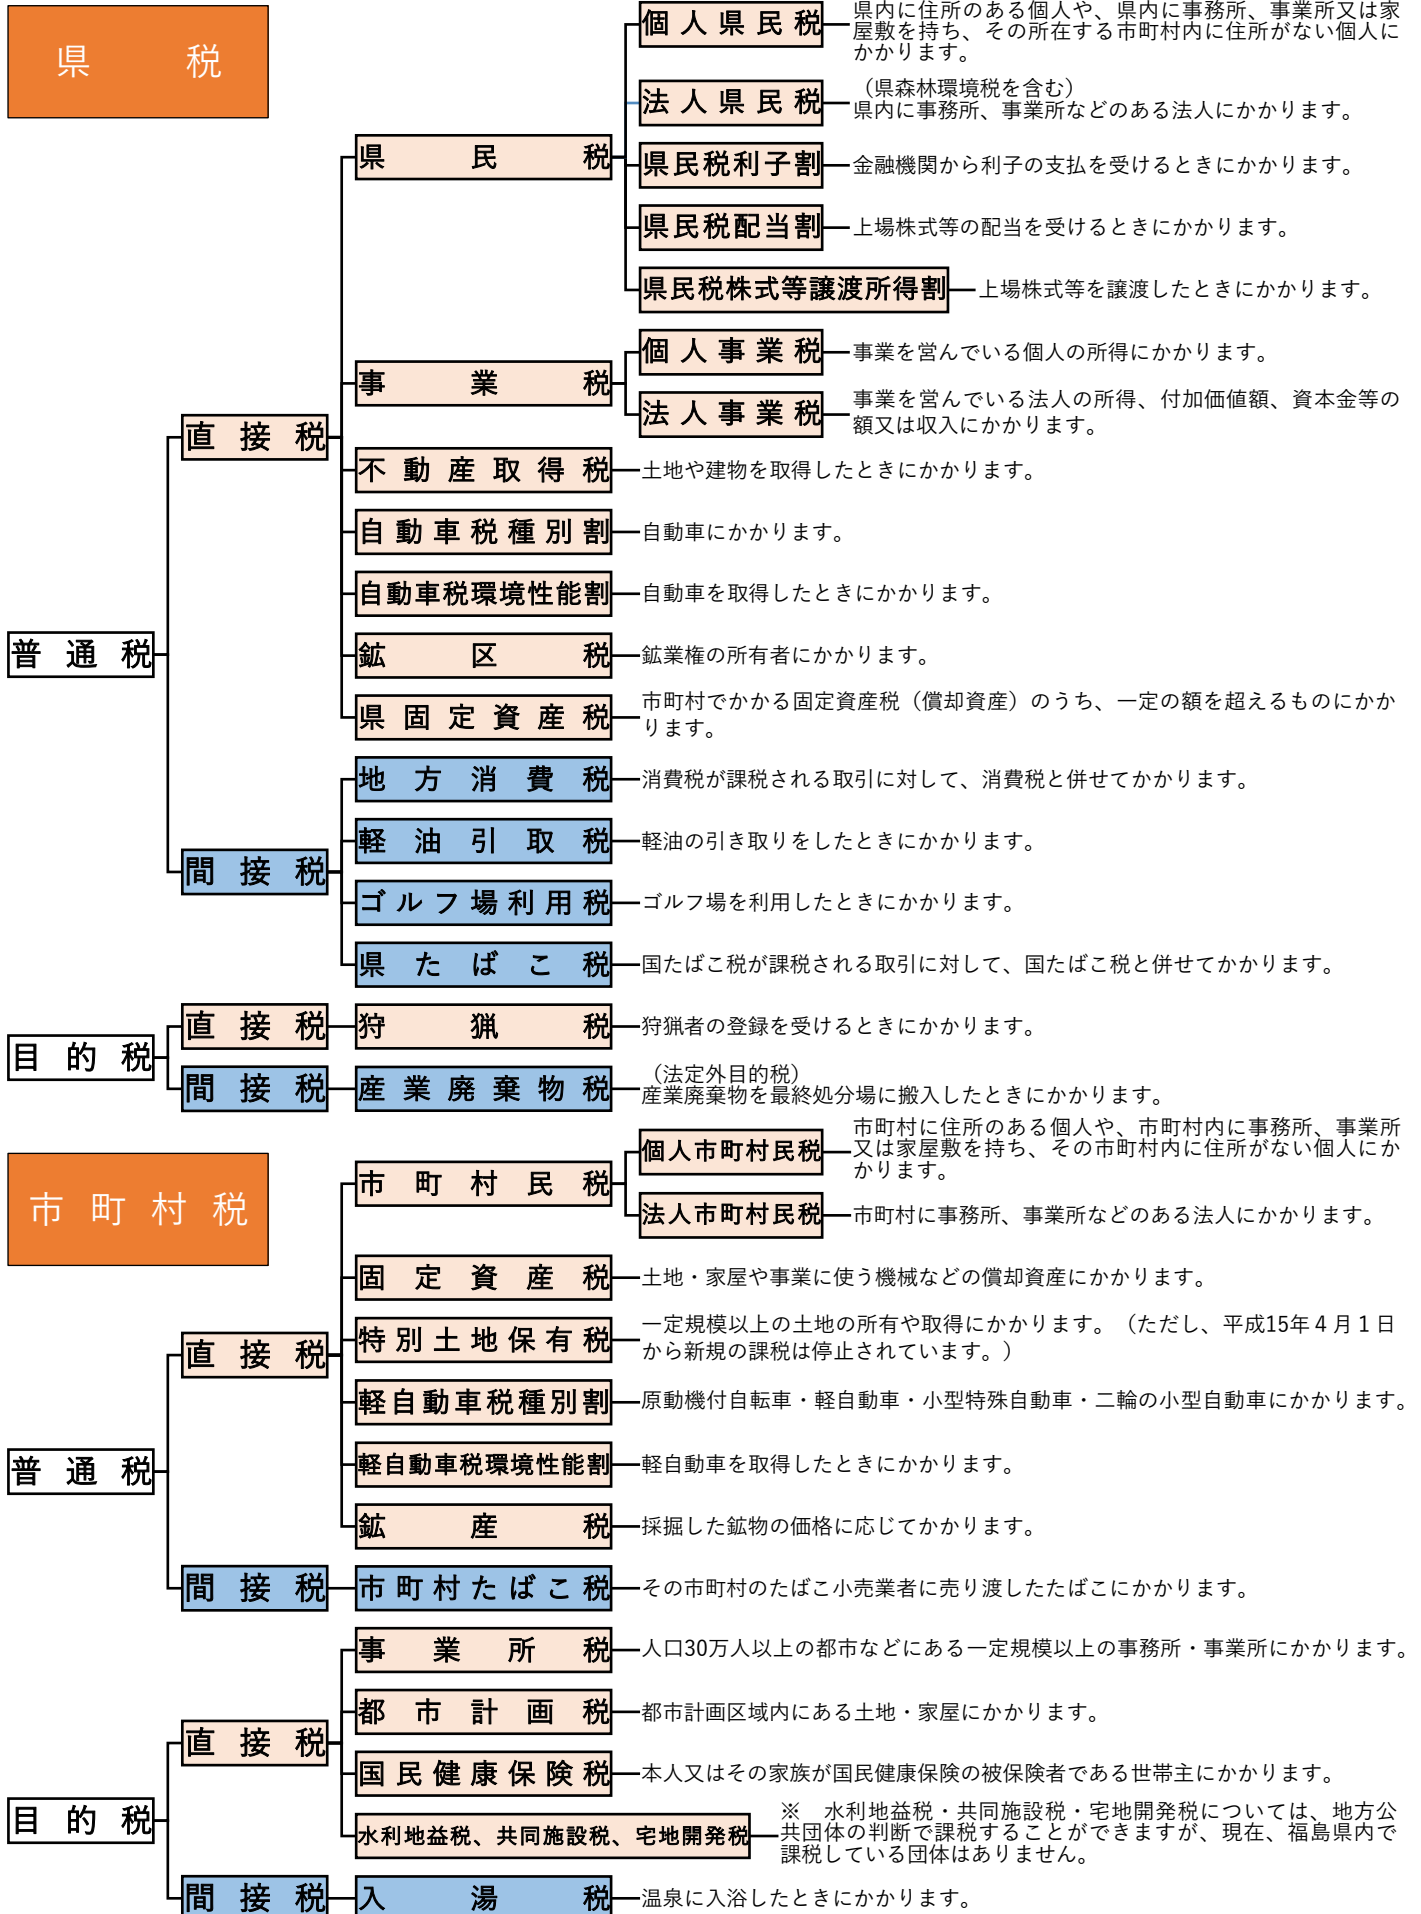 県　税
個人県民税
県内に住所のある個人や、県内に事務所、事業所又は家
屋敷を持ち、その所在する市町村内に住所がない個人に
かかります。
法人県民税
（県森林環境税を含む）
県内に事務所、事業所などのある法人にかかります。
県民税
県民税利子割
金融機関から利子の支払を受けるときにかかります。
県民税配当割
上場株式等の配当を受けるときにかかります。
県民税株式等譲渡所得割
上場株式等を譲渡したときにかかります。
事業税
個人事業税
事業を営んでいる個人の所得にかかります。
法人事業税
事業を営んでいる法人の所得、付加価値額、資本金等の
額又は収入にかかります。
直接税
不動産取得税
土地や建物を取得したときにかかります。
自動車税種別割
自動車にかかります。
自動車税環境性能割
自動車を取得したときにかかります。
普通税
鉱区税
鉱業権の所有者にかかります。
県固定資産税
市町村でかかる固定資産税（償却資産）のうち、一定の額を超えるものにかか
ります。
地方消費税
消費税が課税される取引に対して、消費税と併せてかかります。
軽油引取税
軽油の引き取りをしたときにかかります。
間接税
ゴルフ場利用税
ゴルフ場を利用したときにかかります。
県たばこ税
国たばこ税が課税される取引に対して、国たばこ税と併せてかかります。
目的税
直接税
狩猟税
狩猟者の登録を受けるときにかかります。
間接税
産業廃棄物税
（法定外目的税）
産業廃棄物を最終処分場に搬入したときにかかります。
市町村税
市町村民税
個人市町村民税
市町村に住所のある個人や、市町村内に事務所、事業所
又は家屋敷を持ち、その市町村内に住所がない個人にか
かります。
法人市町村民税
市町村に事務所、事業所などのある法人にかかります。
固定資産税
土地・家屋や事業に使う機械などの償却資産にかかります。
直接税
特別土地保有税
一定規模以上の土地の所有や取得にかかります。（ただし、平成15年４月１日
から新規の課税は停止されています。）
軽自動車税種別割
原動機付自転車・軽自動車・小型特殊自動車・二輪の小型自動車にかかります。
普通税
軽自動車税環境性能割
軽自動車を取得したときにかかります。
鉱産税
採掘した鉱物の価格に応じてかかります。
間接税
市町村たばこ税
その市町村のたばこ小売業者に売り渡したたばこにかかります。
事業所税
人口30万人以上の都市などにある一定規模以上の事務所・事業所にかかります。
都市計画税
都市計画区域内にある土地・家屋にかかります。
直接税
国民健康保険税
本人又はその家族が国民健康保険の被保険者である世帯主にかかります。
目的税
水利地益税、共同施設税、宅地開発税
※　水利地益税・共同施設税・宅地開発税については、地方公
共団体の判断で課税することができますが、現在、福島県内で
課税している団体はありません。
間接税
入湯税
温泉に入浴したときにかかります。